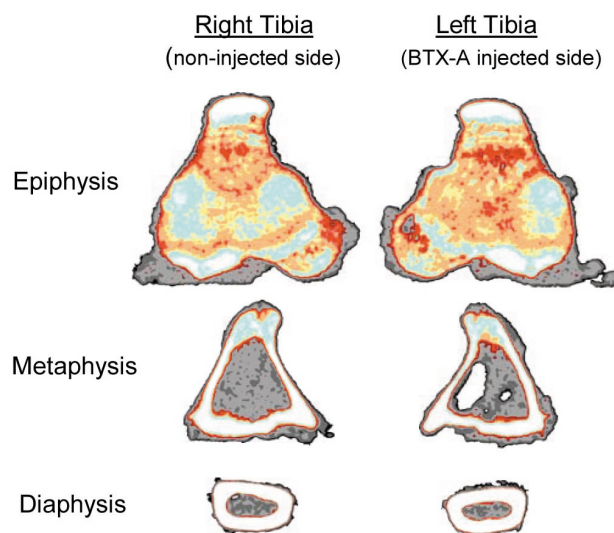 Right Tibia
(non-injected side)
Left Tibia
(BTX-A injected side)
Epiphysis
Metaphysis
Diaphysis